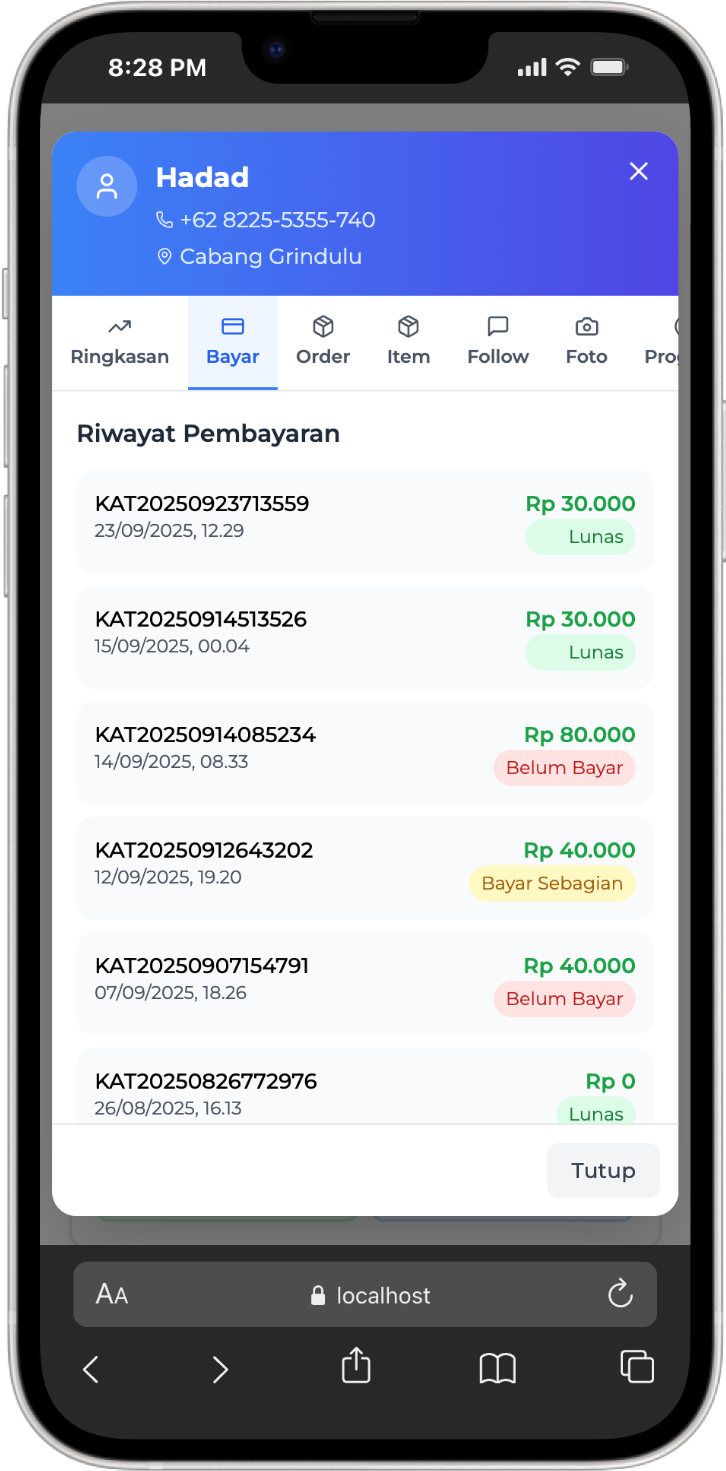 8:28 PM
Hadad
+62 8225-5355-740
Cabang Grindulu
Ringkasan
Bayar
Order
Item
Follow
Foto
Riwayat Pembayaran
KAT20250923713559
Rp 30.000
23/09/2025, 12.29
Lunas
KAT20250914513526
Rp 30.000
15/09/2025, 00.04
Lunas
KAT20250914085234
Rp 80.000
14/09/2025, 08.33
Belum Bayar
KAT20250912643202
Rp 40.000
12/09/2025, 19.20
Bayar Sebagian
KAT20250907154791
Rp 40.000
07/09/2025, 18.26
Belum Bayar
KAT20250826772976
Rp 0
26/08/2025, 16.13
Lunas
Tutup
AA
localhost